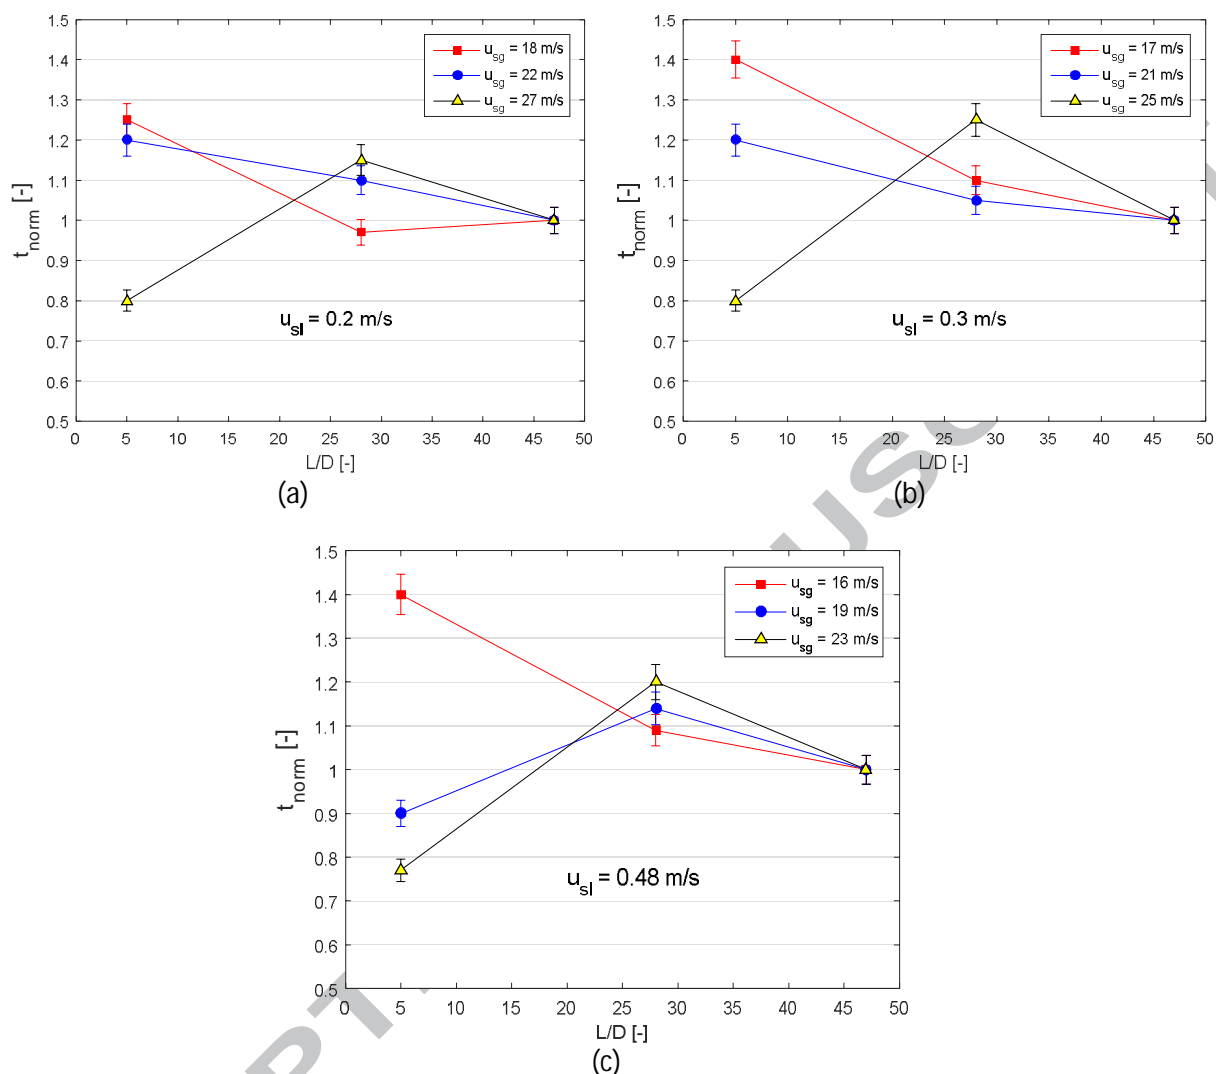 1.5
1.4
1.3
1.2
1.1
1
0.9
0.8
0.7
0.6
0.5
t_norm [-]
u_sg = 18 m/s
u_sg = 22 m/s
u_sg = 27 m/s
u_sl = 0.2 m/s
0 5 10 15 20 25 30 35 40 45 50
L/D [-]
(a)
1.5
1.4
1.3
1.2
1.1
1
0.9
0.8
0.7
0.6
0.5
t_norm [-]
u_sg = 17 m/s
u_sg = 21 m/s
u_sg = 25 m/s
u_sl = 0.3 m/s
0 5 10 15 20 25 30 35 40 45 50
L/D [-]
(b)
1.5
1.4
1.3
1.2
1.1
1
0.9
0.8
0.7
0.6
0.5
t_norm [-]
u_sg = 16 m/s
u_sg = 19 m/s
u_sg = 23 m/s
u_sl = 0.48 m/s
0 5 10 15 20 25 30 35 40 45 50
L/D [-]
(c)